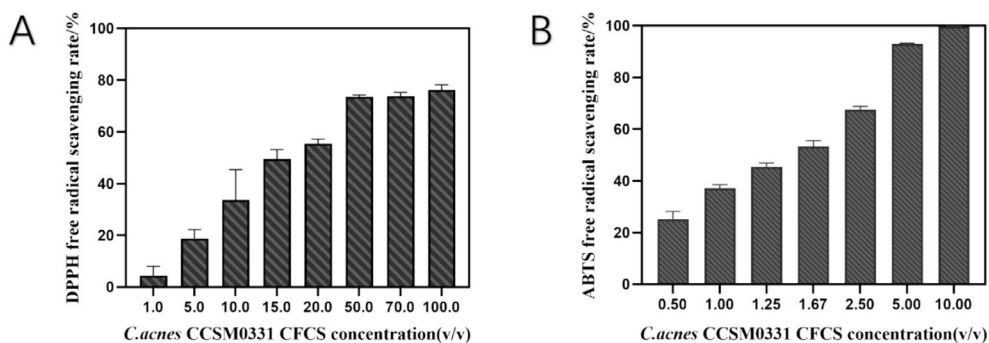 A
DPPH free radical scavenging rate/%
100
80
60
40
20
0
1.0 5.0 10.0 15.0 20.0 50.0 70.0 100.0
C.acnes CCSM0331 CFCS concentration(v/v)
B
ABTS free radical scavenging rate/%
100
80
60
40
20
0
0.50 1.00 1.25 1.67 2.50 5.00 10.00
C.acnes CCSM0331 CFCS concentration(v/v)